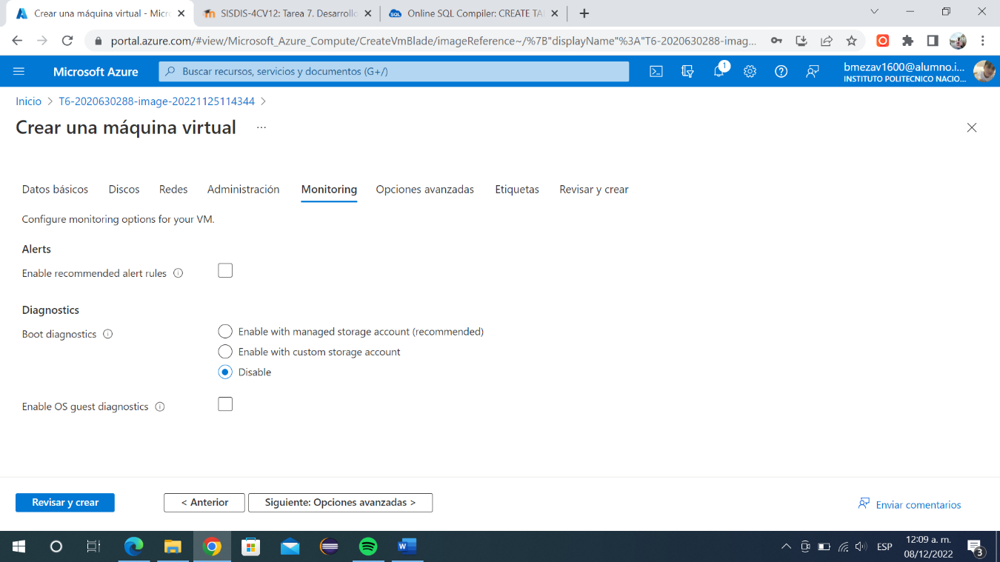 Crear una máquina virtual - Micr
SISDIS-4CV12: Tarea 7. Desarrollo
Online SQL Compiler: CREATE TA
portal.azure.com/#view/Microsoft_Azure_Compute/CreateVmBlade/imageReference~/%7B"displayName"%3A"T6-2020630288-imag...
Microsoft Azure
Buscar recursos, servicios y documentos (G+/)
1
bmezav1600@alumno.i...
INSTITUTO POLITECNICO NACIO...
Inicio > T6-2020630288-image-20221125114344 >
Crear una máquina virtual ...
Datos básicos Discos Redes Administración Monitoring Opciones avanzadas Etiquetas Revisar y crear
Configure monitoring options for your VM.
Alerts
Enable recommended alert rules
Diagnostics
Boot diagnostics
Enable with managed storage account (recommended)
Enable with custom storage account
Disable
Enable OS guest diagnostics
Revisar y crear
< Anterior
Siguiente: Opciones avanzadas >
Enviar comentarios
ESP
12:09 a. m.
08/12/2022
3